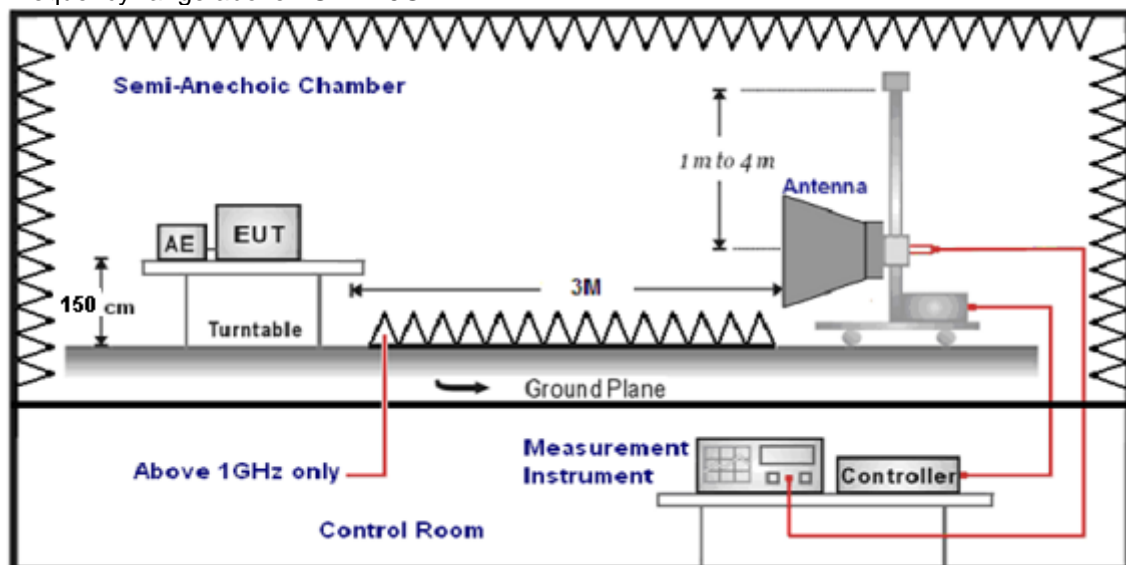 Semi-Anechoic Chamber
1 m to 4 m
Antenna
AE
EUT
150 cm
3M
Turntable
Ground Plane
Above 1GHz only
Measurement
Instrument
Controller
Control Room